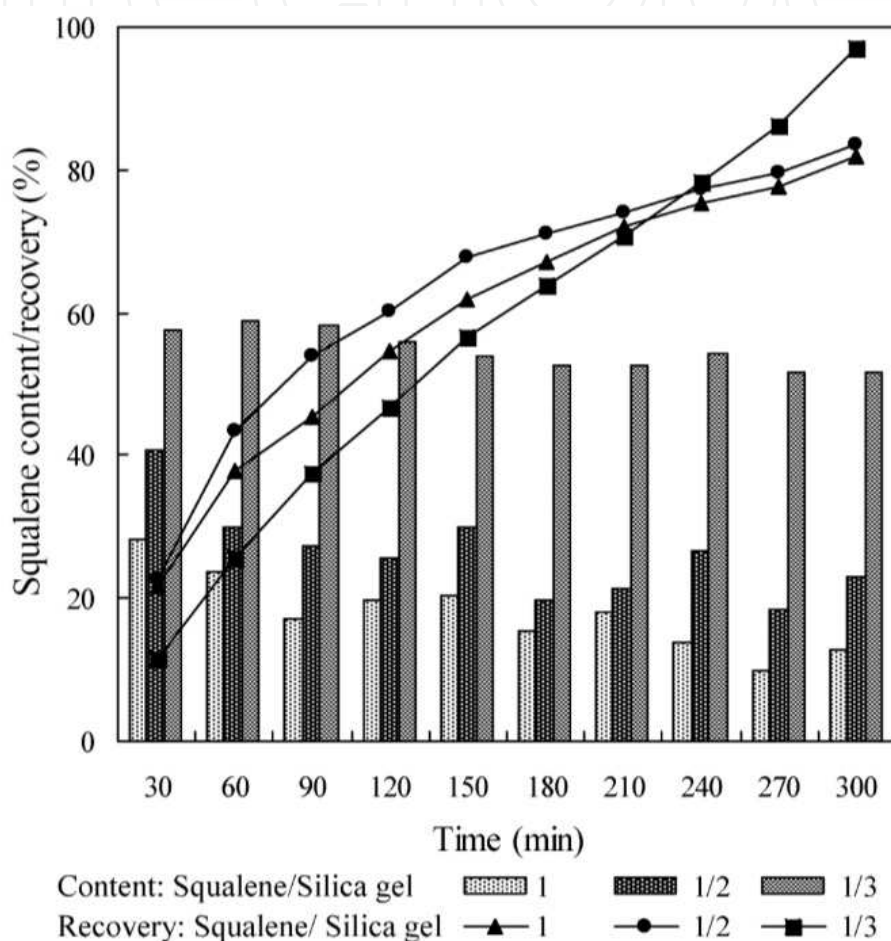 100
80
60
40
20
0
Squalene content/recovery (%)
30 60 90 120 150 180 210 240 270 300
Time (min)
Content: Squalene/Silica gel 1 1/2 1/3
Recovery: Squalene/ Silica gel 1 1/2 1/3